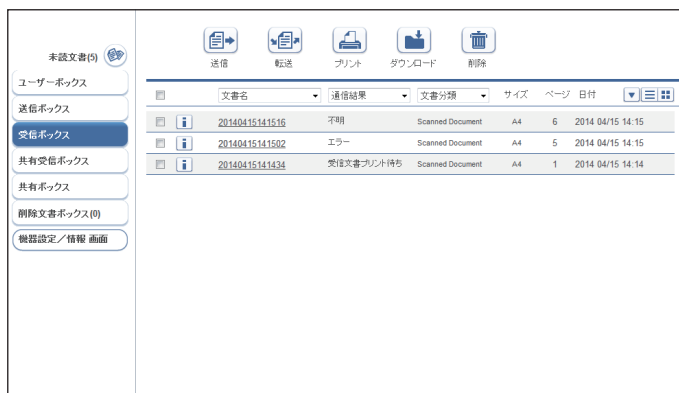 未読文書(5)
ユーザーボックス
送信ボックス
受信ボックス
共有受信ボックス
共有ボックス
削除文書ボックス(0)
機器設定／情報 画面
送信 転送 プリント ダウンロード 削除
文書名 通信結果 文書分類 サイズ ページ 日付
i 20140415141516 不明 Scanned Document A4 6 2014 04/15 14:15
i 20140415141502 エラー Scanned Document A4 5 2014 04/15 14:15
i 20140415141434 受信文書プリント待ち Scanned Document A4 1 2014 04/15 14:14